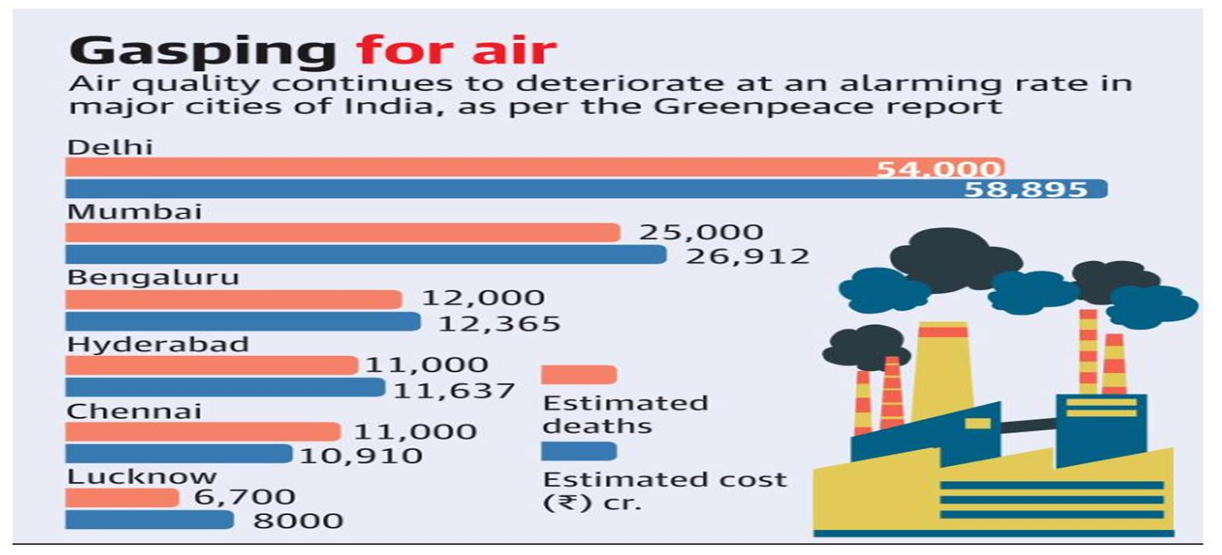 Gasping for air
Air quality continues to deteriorate at an alarming rate in
major cities of India, as per the Greenpeace report
Delhi
54,000
58,895
Mumbai
25,000
26,912
Bengaluru
12,000
12,365
Hyderabad
11,000
11,637
Chennai
11,000
10,910
Lucknow
6,700
8000
Estimated
deaths
Estimated cost
(₹) cr.